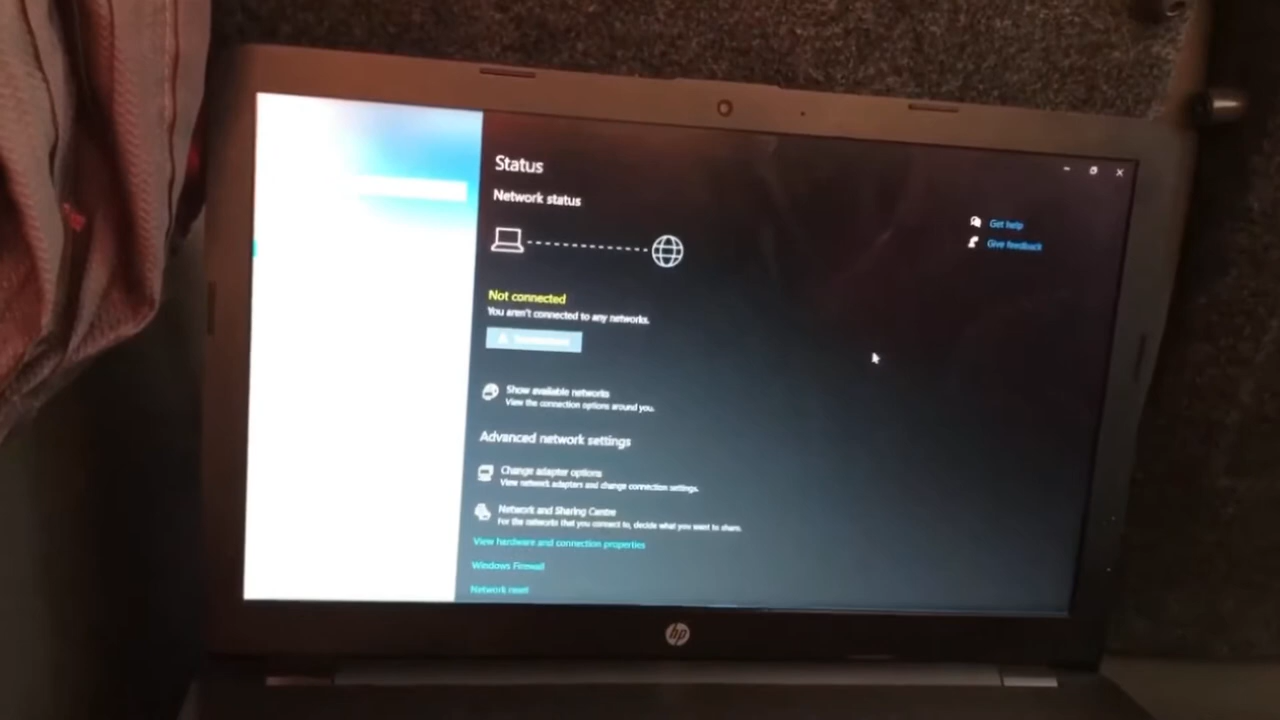 Status
Network status
Get help
Give feedback
Not connected
You aren't connected to any networks.
Show available networks
View the connection options around you.
Advanced network settings
Change adapter options
View network adapters and change connection settings.
Network and Sharing Centre
For the networks that you connect to, decide what you want to share.
View hardware and connection properties
Windows Firewall
Network reset
hp